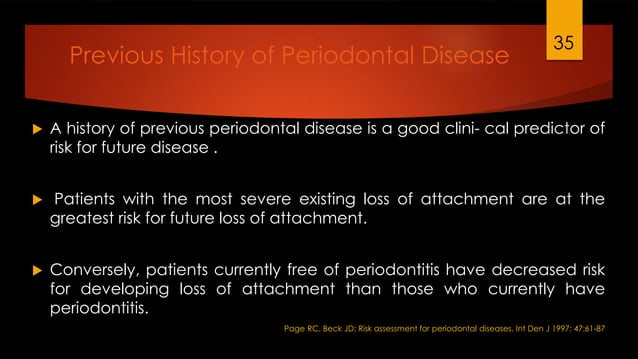 35
Previous History of Periodontal Disease
A history of previous periodontal disease is a good clini- cal predictor of
risk for future disease .
Patients with the most severe existing loss of attachment are at the
greatest risk for future loss of attachment.
Conversely, patients currently free of periodontitis have decreased risk
for developing loss of attachment than those who currently have
periodontitis.
Page RC, Beck JD: Risk assessment for periodontal diseases. Int Den J 1997; 47:61-87